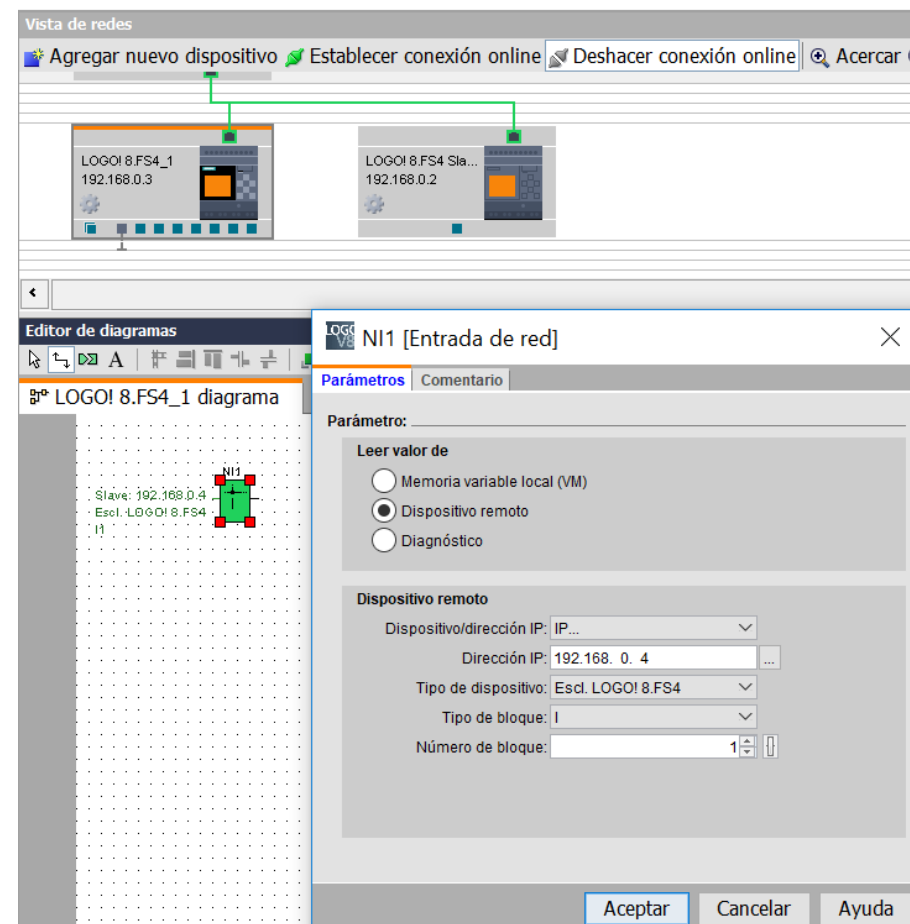 Vista de redes
Agregar nuevo dispositivo Establecer conexión online Deshacer conexión online Acercar
LOGO! 8.FS4_1
192.168.0.3
LOGO! 8.FS4 Sla...
192.168.0.2
Editor de diagramas
A
LOGO! 8.FS4_1 diagrama
NI1
Slave: 192.168.0.4
Escl. LOGO! 8.FS4
I1
I
LOGO V8 NI1 [Entrada de red]
Parámetros Comentario
Parámetro:
Leer valor de
Memoria variable local (VM)
Dispositivo remoto
Diagnóstico
Dispositivo remoto
Dispositivo/dirección IP: IP...
Dirección IP: 192.168. 0. 4 ...
Tipo de dispositivo: Escl. LOGO! 8.FS4
Tipo de bloque: I
Número de bloque: 1
Aceptar Cancelar Ayuda